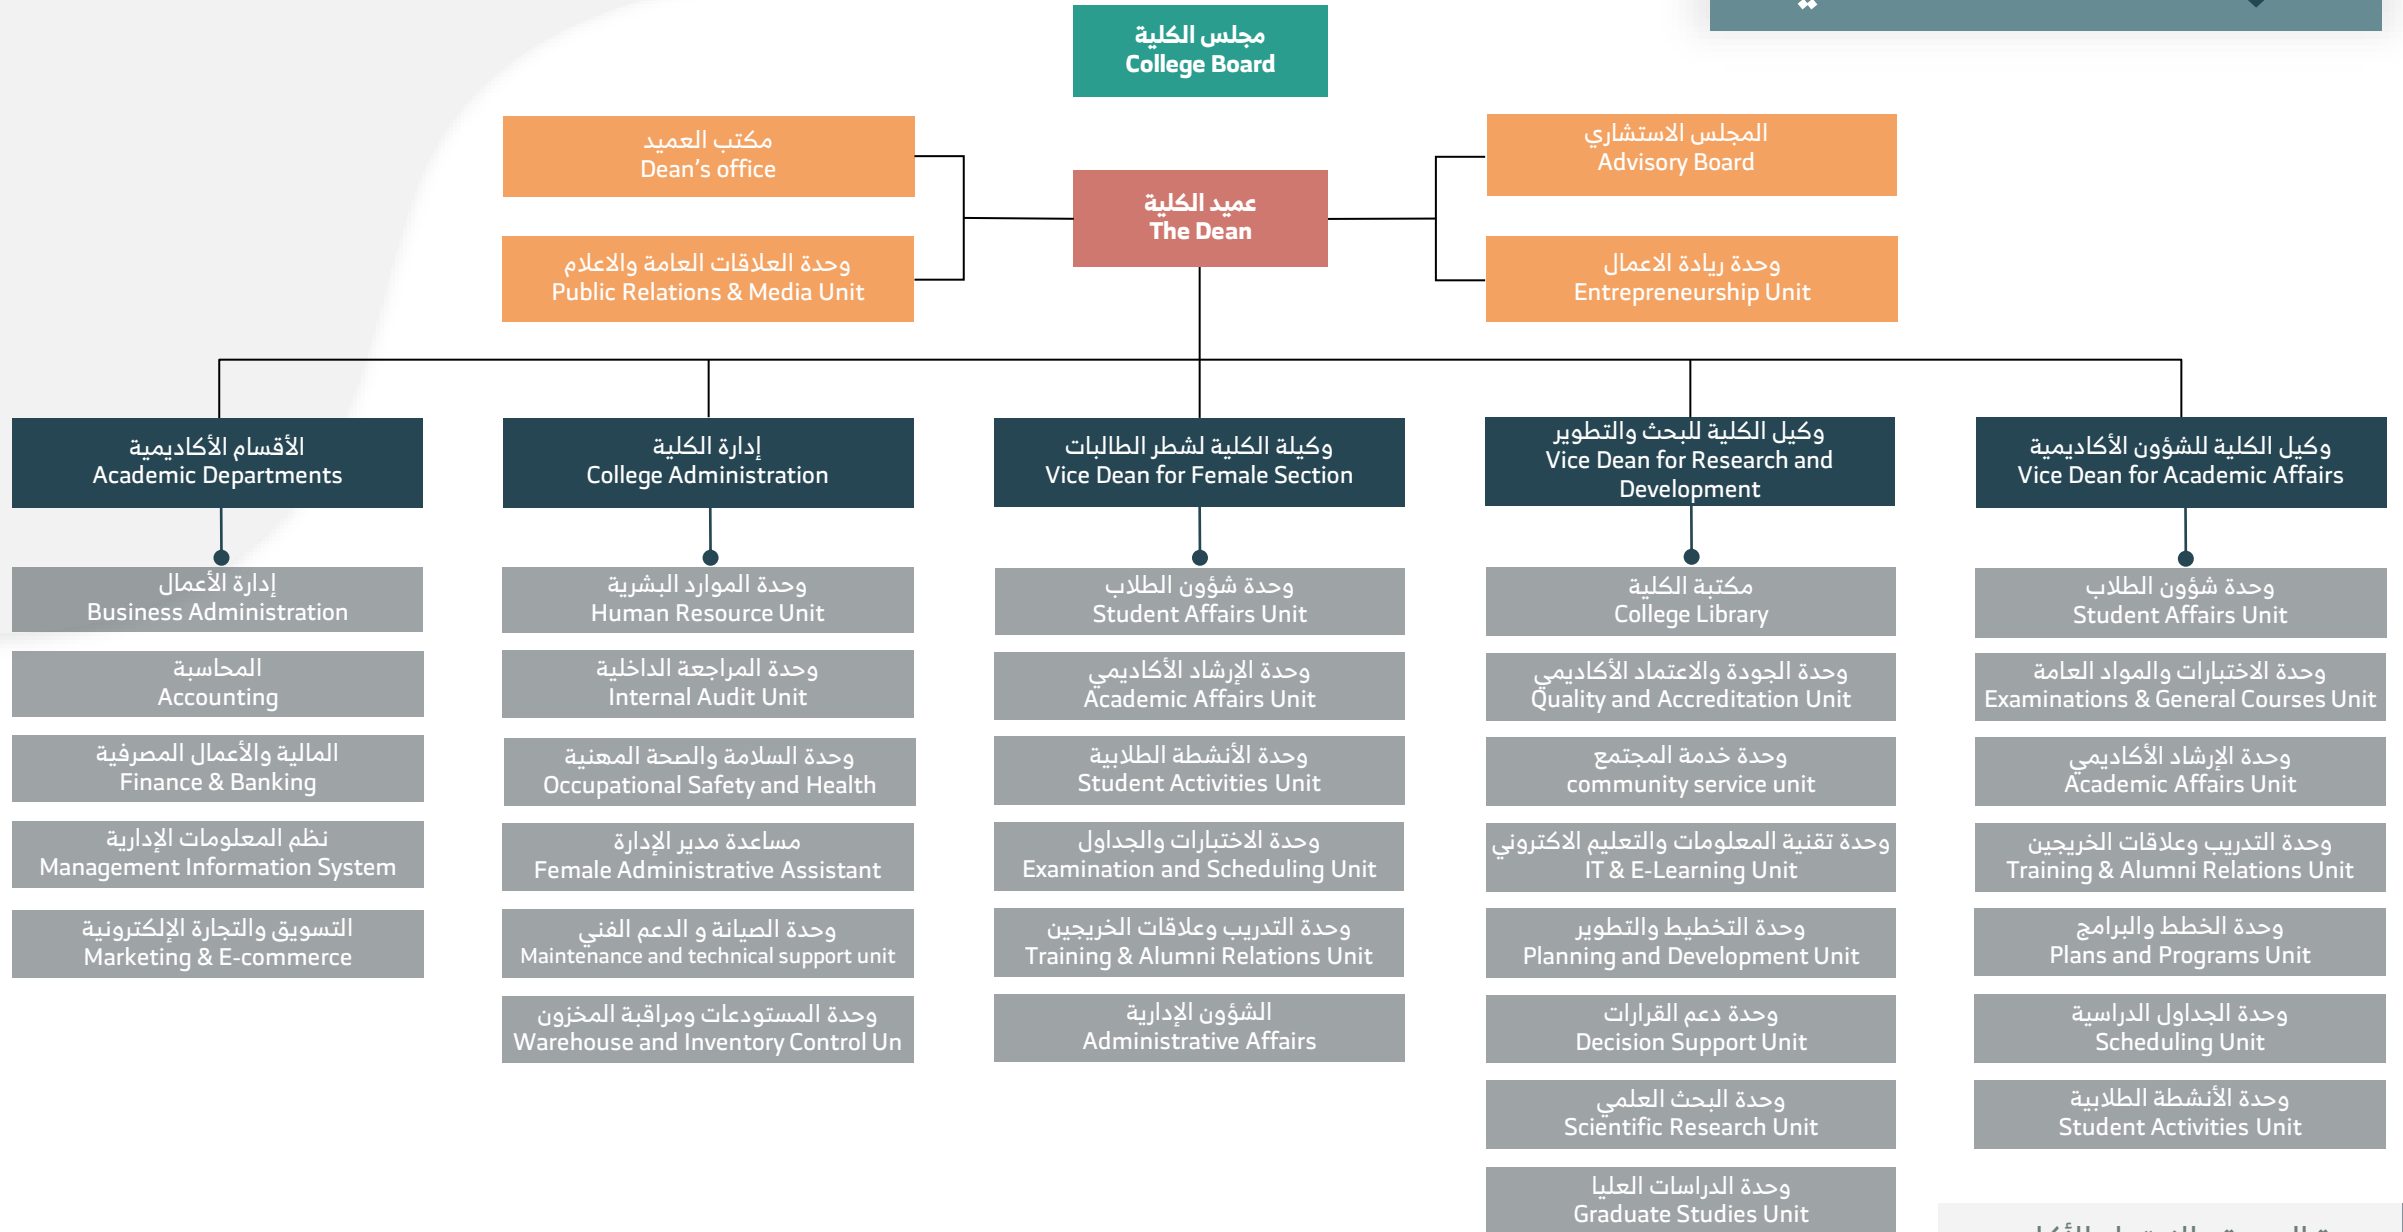 مجلس الكلية
College Board
مكتب العميد
Dean's office
المجلس الاستشاري
Advisory Board
عميد الكلية
The Dean
وحدة العلاقات العامة والاعلام
Public Relations & Media Unit
وحدة ريادة الاعمال
Entrepreneurship Unit
الأقسام الأكاديمية
Academic Departments
إدارة الكلية
College Administration
وكيلة الكلية لشطر الطالبات
Vice Dean for Female Section
وكيل الكلية للبحث والتطوير
Vice Dean for Research and
Development
وكيل الكلية للشؤون الأكاديمية
Vice Dean for Academic Affairs
إدارة الأعمال
Business Administration
المحاسبة
Accounting
المالية والأعمال المصرفية
Finance & Banking
نظم المعلومات الإدارية
Management Information System
التسويق والتجارة الإلكترونية
Marketing & E-commerce
وحدة الموارد البشرية
Human Resource Unit
وحدة المراجعة الداخلية
Internal Audit Unit
وحدة السلامة والصحة المهنية
Occupational Safety and Health
مساعدة مدير الإدارة
Female Administrative Assistant
وحدة الصيانة و الدعم الفني
Maintenance and technical support unit
وحدة المستودعات ومراقبة المخزون
Warehouse and Inventory Control Un
وحدة شؤون الطلاب
Student Affairs Unit
وحدة الإرشاد الأكاديمي
Academic Affairs Unit
وحدة الأنشطة الطلابية
Student Activities Unit
وحدة الاختبارات والجداول
Examination and Scheduling Unit
وحدة التدريب وعلاقات الخريجين
Training & Alumni Relations Unit
الشؤون الإدارية
Administrative Affairs
مكتبة الكلية
College Library
وحدة الجودة والاعتماد الأكاديمي
Quality and Accreditation Unit
وحدة خدمة المجتمع
community service unit
وحدة تقنية المعلومات والتعليم الاكتروني
IT & E-Learning Unit
وحدة التخطيط والتطوير
Planning and Development Unit
وحدة دعم القرارات
Decision Support Unit
وحدة البحث العلمي
Scientific Research Unit
وحدة الدراسات العليا
Graduate Studies Unit
وحدة شؤون الطلاب
Student Affairs Unit
وحدة الاختبارات والمواد العامة
Examinations & General Courses Unit
وحدة الإرشاد الأكاديمي
Academic Affairs Unit
وحدة التدريب وعلاقات الخريجين
Training & Alumni Relations Unit
وحدة الخطط والبرامج
Plans and Programs Unit
وحدة الجداول الدراسية
Scheduling Unit
وحدة الأنشطة الطلابية
Student Activities Unit